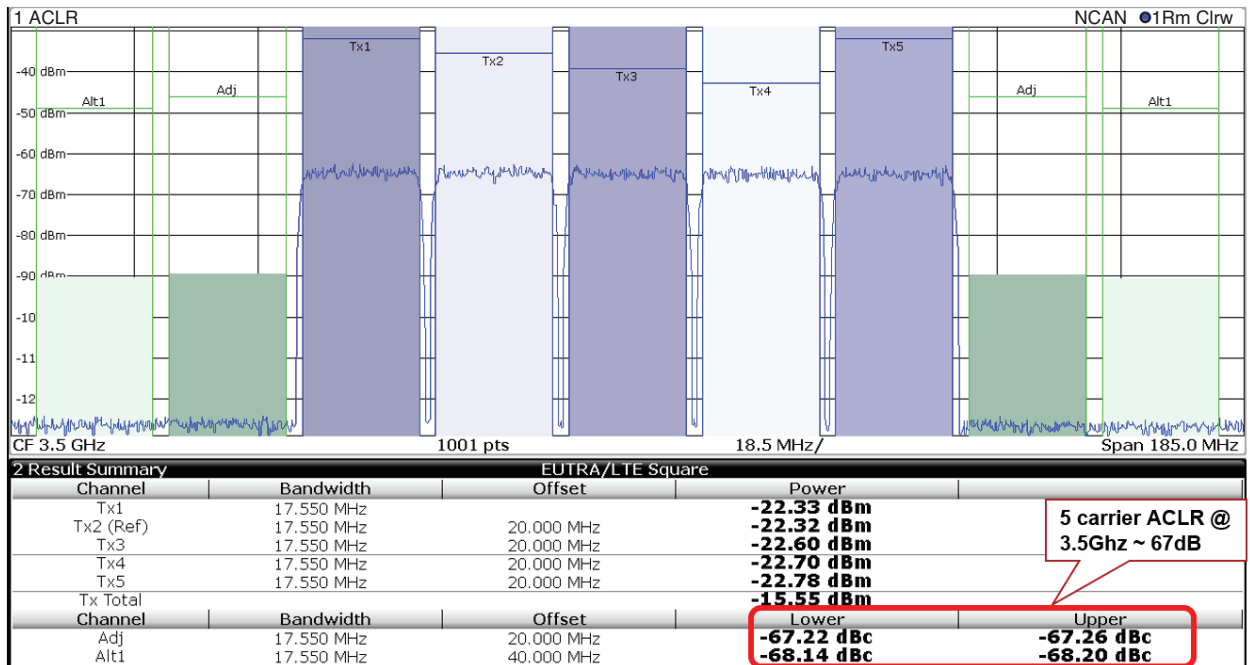 1 ACLR NCAN 1Rm Clrw
Tx1 Tx5
Tx2
Tx3
-40 dBm
Adj Tx4 Adj
Alt1 Alt1
-50 dBm
-60 dBm
-70 dBm
-80 dBm
-90 dBm
-10
-11
-12
CF 3.5 GHz 1001 pts 18.5 MHz/ Span 185.0 MHz
2 Result Summary EUTRA/LTE Square
Channel Bandwidth Offset Power
Tx1 17.550 MHz -22.33 dBm
Tx2 (Ref) 17.550 MHz 20.000 MHz -22.32 dBm
Tx3 17.550 MHz 20.000 MHz -22.60 dBm
Tx4 17.550 MHz 20.000 MHz -22.70 dBm
Tx5 17.550 MHz 20.000 MHz -22.78 dBm
Tx Total -15.55 dBm
5 carrier ACLR @
3.5Ghz ~ 67dB
Channel Bandwidth Offset Lower Upper
Adj 17.550 MHz 20.000 MHz -67.22 dBc -67.26 dBc
Alt1 17.550 MHz 40.000 MHz -68.14 dBc -68.20 dBc